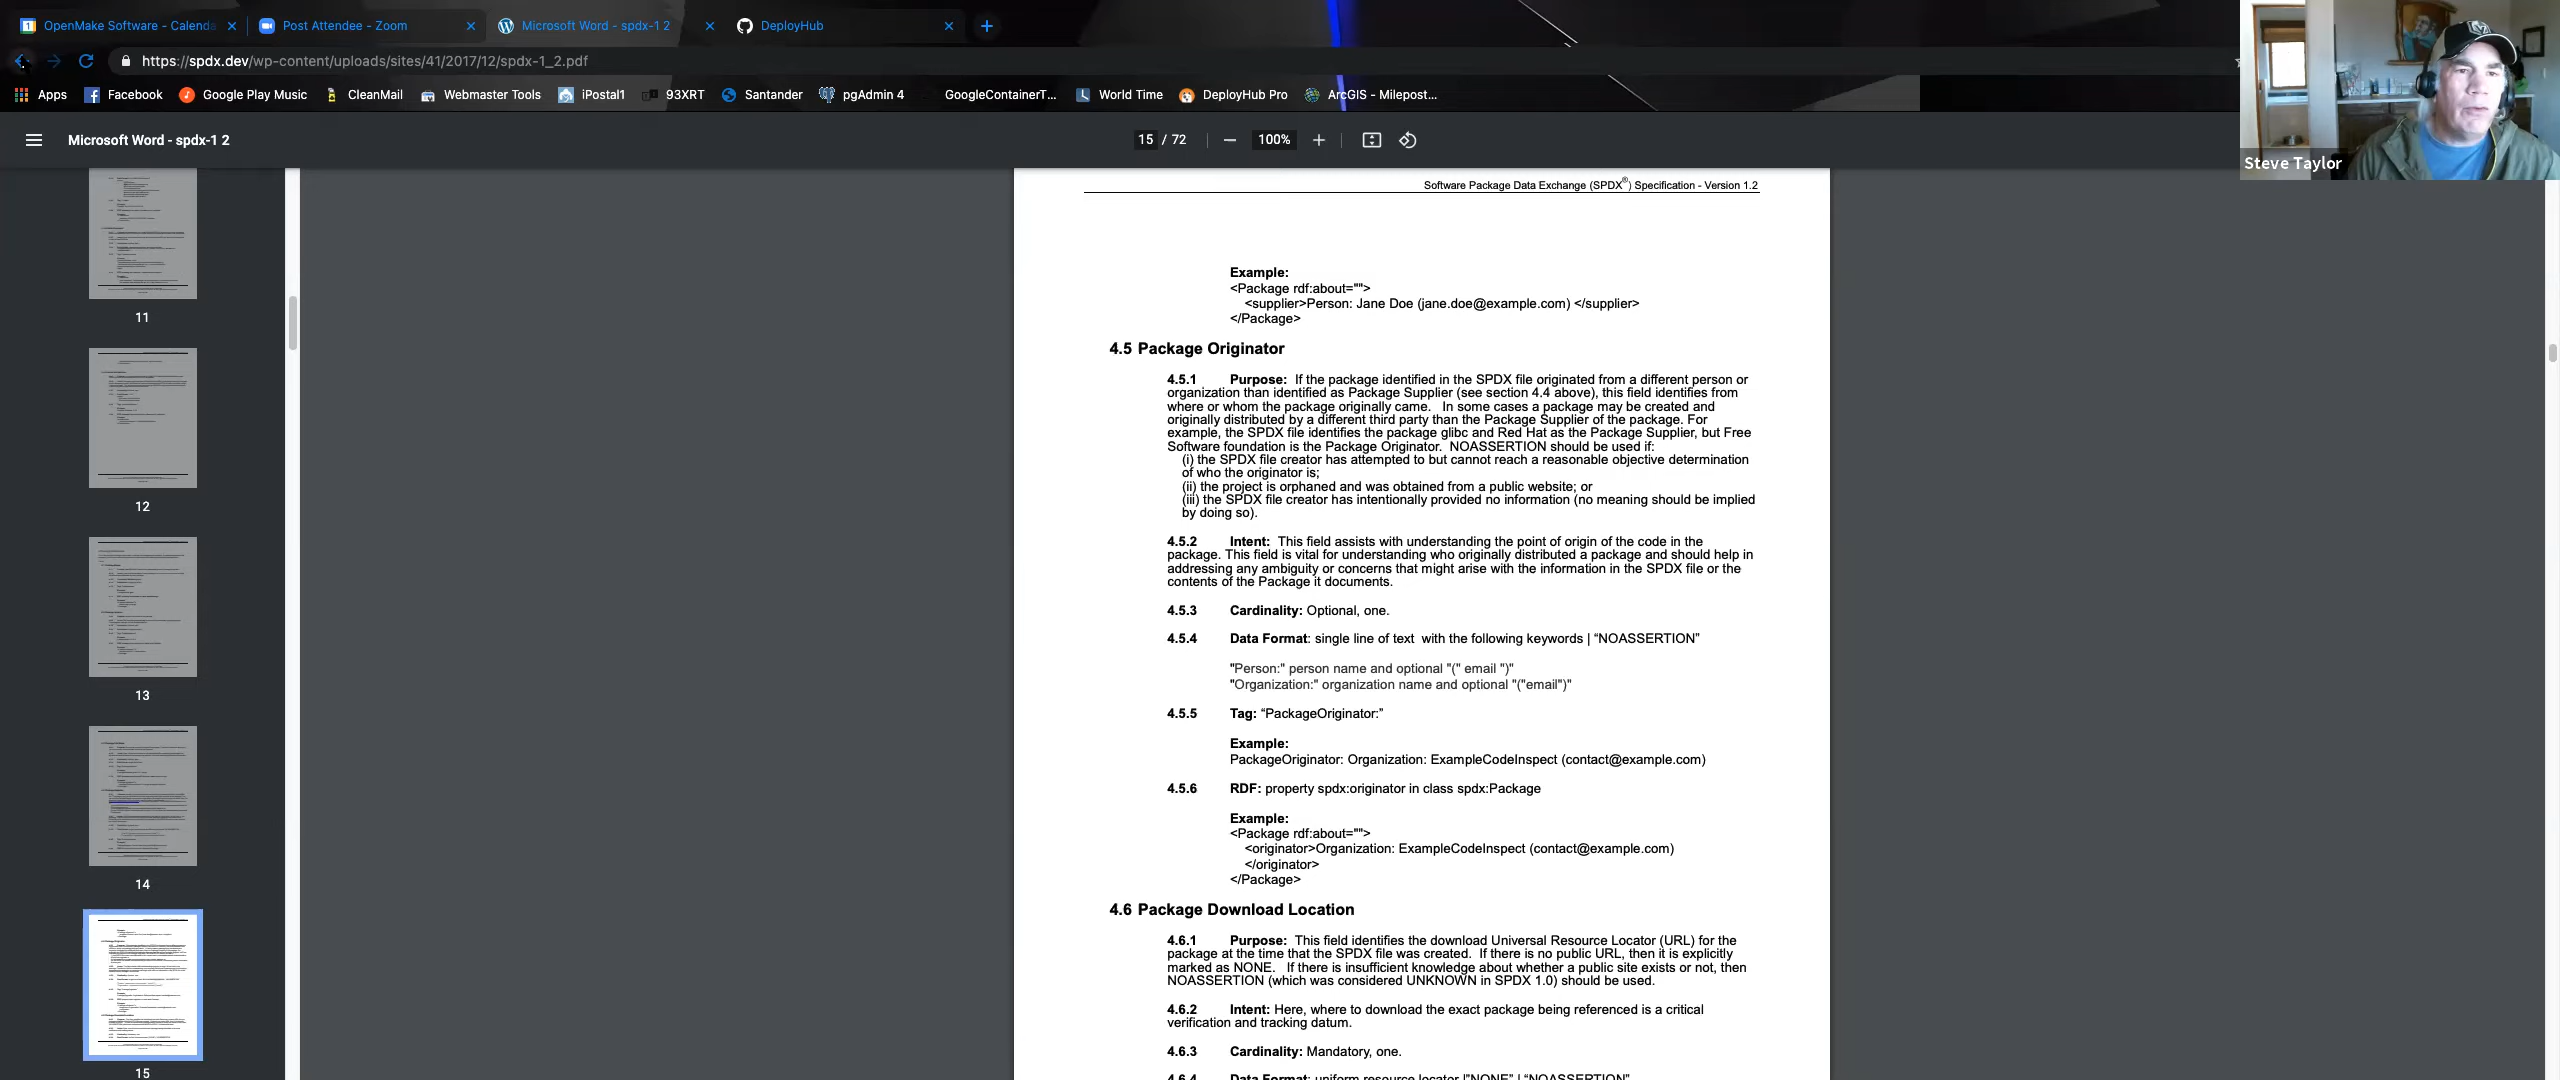 OpenMake Software - Calenda
Post Attendee - Zoom
Microsoft Word - spdx-1 2
DeployHub
https://spdx.dev/wp-content/uploads/sites/41/2017/12/spdx-1_2.pdf
Apps
Facebook
Google Play Music
CleanMail
Webmaster Tools
iPostal1
93XRT
Santander
pgAdmin 4
GoogleContainerT...
World Time
DeployHub Pro
ArcGIS - Milepost...
Steve Taylor
Microsoft Word - spdx-1 2
15 / 72
100%
11
12
13
14
15
Software Package Data Exchange (SPDX®) Specification - Version 1.2
Example:
<Package rdf:about="">
<supplier>Person: Jane Doe (jane.doe@example.com) </supplier>
</Package>
4.5 Package Originator
4.5.1 Purpose: If the package identified in the SPDX file originated from a different person or
organization than identified as Package Supplier (see section 4.4 above), this field identifies from
where or whom the package originally came. In some cases a package may be created and
originally distributed by a different third party than the Package Supplier of the package. For
example, the SPDX file identifies the package glibc and Red Hat as the Package Supplier, but Free
Software foundation is the Package Originator. NOASSERTION should be used if:
(i) the SPDX file creator has attempted to but cannot reach a reasonable objective determination
of who the originator is;
(ii) the project is orphaned and was obtained from a public website; or
(iii) the SPDX file creator has intentionally provided no information (no meaning should be implied
by doing so).
4.5.2 Intent: This field assists with understanding the point of origin of the code in the
package. This field is vital for understanding who originally distributed a package and should help in
addressing any ambiguity or concerns that might arise with the information in the SPDX file or the
contents of the Package it documents.
4.5.3 Cardinality: Optional, one.
4.5.4 Data Format: single line of text with the following keywords | “NOASSERTION”
"Person:" person name and optional "(" email ")"
"Organization:" organization name and optional "("email")"
4.5.5 Tag: “PackageOriginator:”
Example:
PackageOriginator: Organization: ExampleCodeInspect (contact@example.com)
4.5.6 RDF: property spdx:originator in class spdx:Package
Example:
<Package rdf:about="">
<originator>Organization: ExampleCodeInspect (contact@example.com)
</originator>
</Package>
4.6 Package Download Location
4.6.1 Purpose: This field identifies the download Universal Resource Locator (URL) for the
package at the time that the SPDX file was created. If there is no public URL, then it is explicitly
marked as NONE. If there is insufficient knowledge about whether a public site exists or not, then
NOASSERTION (which was considered UNKNOWN in SPDX 1.0) should be used.
4.6.2 Intent: Here, where to download the exact package being referenced is a critical
verification and tracking datum.
4.6.3 Cardinality: Mandatory, one.
4.6.4 Data Format: uniform resource locator |"NONE" | “NOASSERTION”